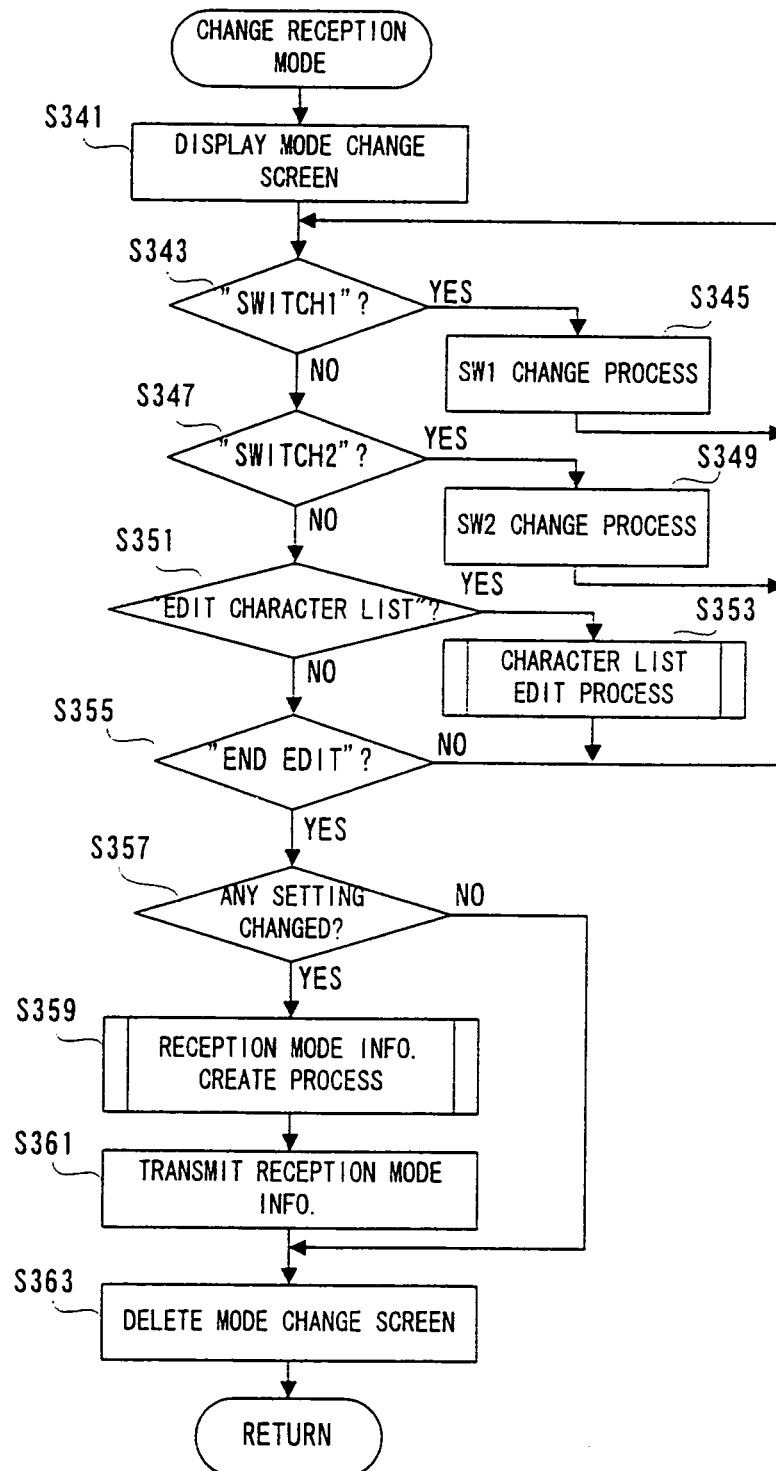 CHANGE RECEPTION
MODE
S341
DISPLAY MODE CHANGE
SCREEN
S343
"SWITCH1"?
YES
S345
SW1 CHANGE PROCESS
NO
S347
"SWITCH2"?
YES
S349
SW2 CHANGE PROCESS
NO
S351
"EDIT CHARACTER LIST"?
YES
S353
CHARACTER LIST
EDIT PROCESS
NO
S355
"END EDIT"?
NO
YES
S357
ANY SETTING
CHANGED?
NO
YES
S359
RECEPTION MODE INFO.
CREATE PROCESS
S361
TRANSMIT RECEPTION MODE
INFO.
S363
DELETE MODE CHANGE SCREEN
RETURN